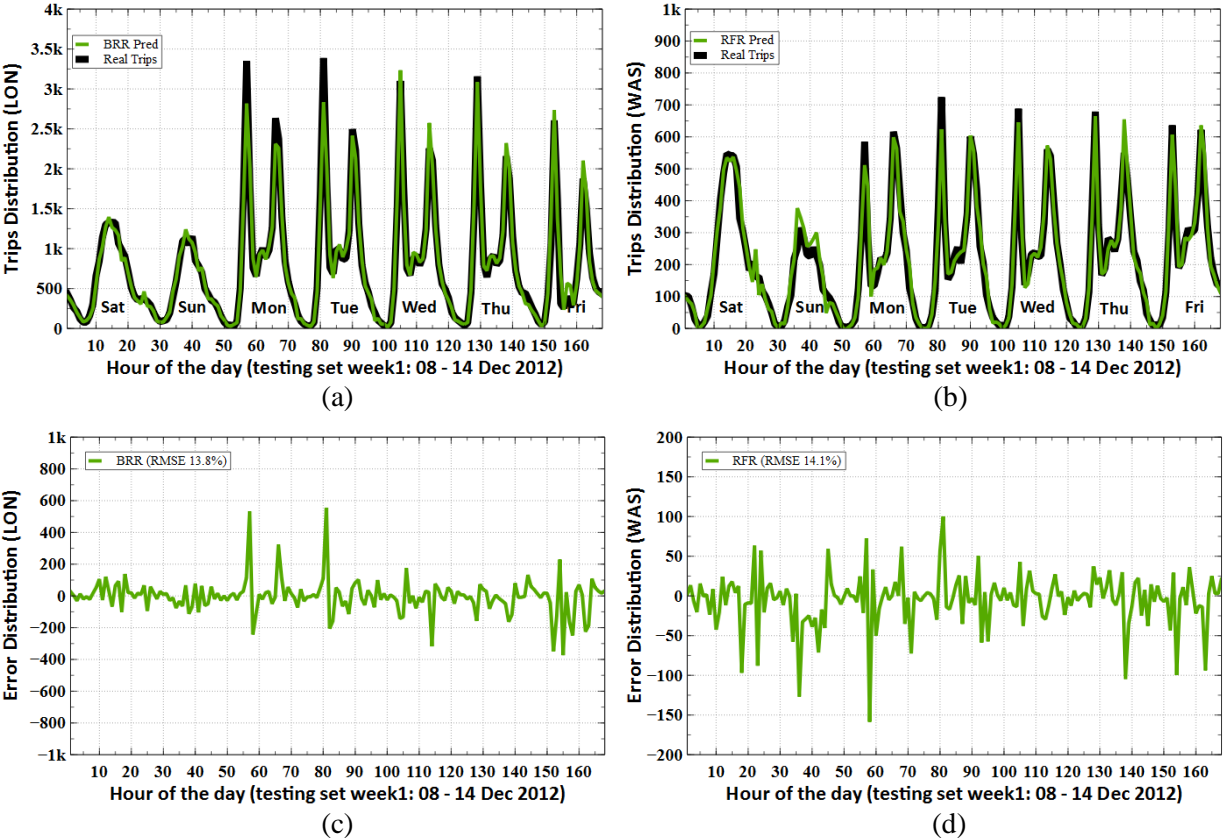 Trips Distribution (LON)
4k
3.5k
3k
2.5k
2k
1.5k
1k
500
0
BRR Pred
Real Trips
Sat Sun Mon Tue Wed Thu Fri
10 20 30 40 50 60 70 80 90 100 110 120 130 140 150 160
Hour of the day (testing set week1: 08 - 14 Dec 2012)
(a)
Trips Distribution (WAS)
1k
900
800
700
600
500
400
300
200
100
0
RFR Pred
Real Trips
Sat Sun Mon Tue Wed Thu Fri
10 20 30 40 50 60 70 80 90 100 110 120 130 140 150 160
Hour of the day (testing set week1: 08 - 14 Dec 2012)
(b)
Error Distribution (LON)
1k
800
600
400
200
0
−200
−400
−600
−800
−1k
BRR (RMSE 13.8%)
10 20 30 40 50 60 70 80 90 100 110 120 130 140 150 160
Hour of the day (testing set week1: 08 - 14 Dec 2012)
(c)
Error Distribution (WAS)
200
150
100
50
0
−50
−100
−150
−200
RFR (RMSE 14.1%)
10 20 30 40 50 60 70 80 90 100 110 120 130 140 150 160
Hour of the day (testing set week1: 08 - 14 Dec 2012)
(d)